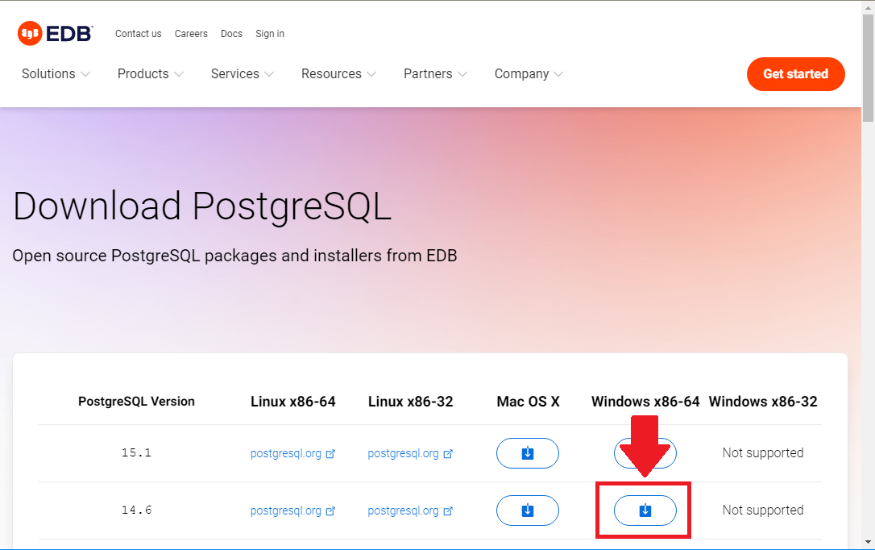 EDB
Contact us Careers Docs Sign in
Solutions Products Services Resources Partners Company Get started
Download PostgreSQL
Open source PostgreSQL packages and installers from EDB
PostgreSQL Version Linux x86-64 Linux x86-32 Mac OS X Windows x86-64 Windows x86-32
15.1 postgresql.org postgresql.org Not supported
14.6 postgresql.org postgresql.org Not supported